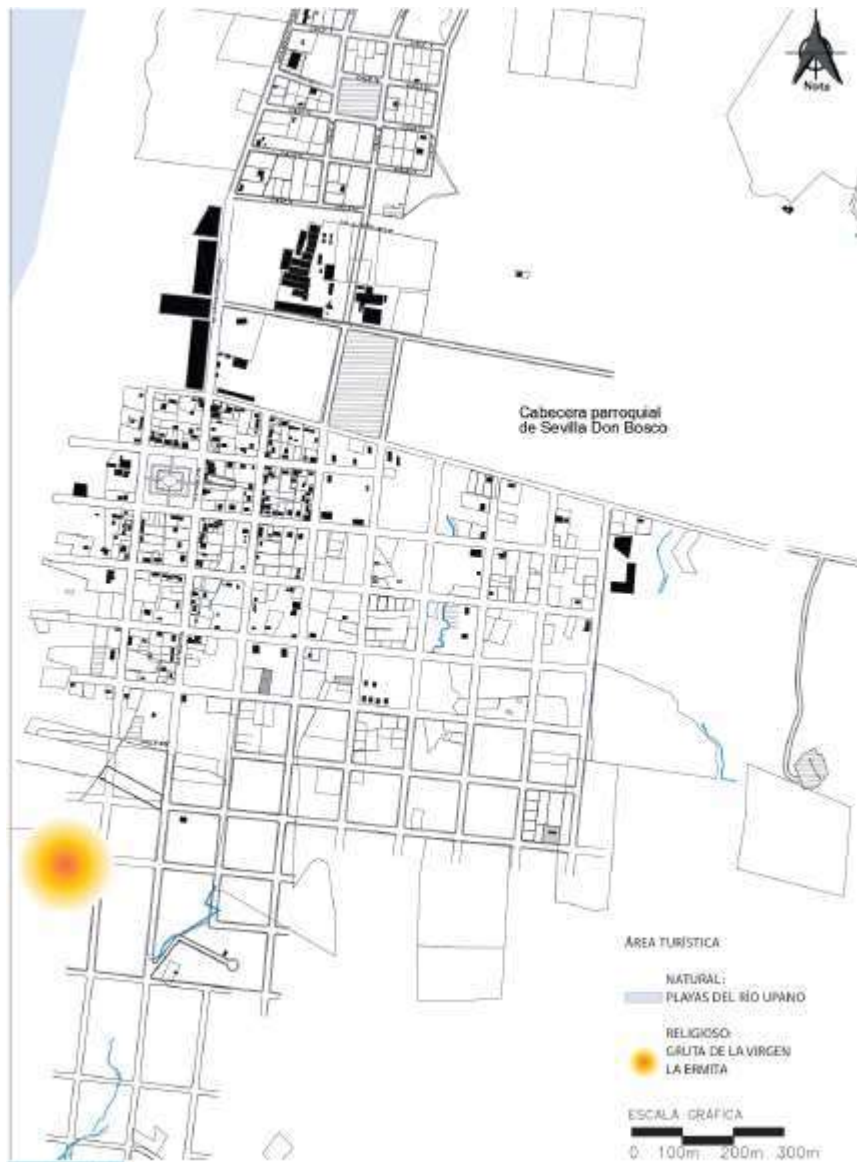 Nota
Cabecera parroquial
de Sevilla Don Bosco
ÁREA TURÍSTICA
NATURAL:
PLAYAS DEL RÍO UPANO
RELIGIOSO:
GRUTA DE LA VIRGEN
LA ERMITA
ESCALA GRÁFICA
0 100m 200m 300m